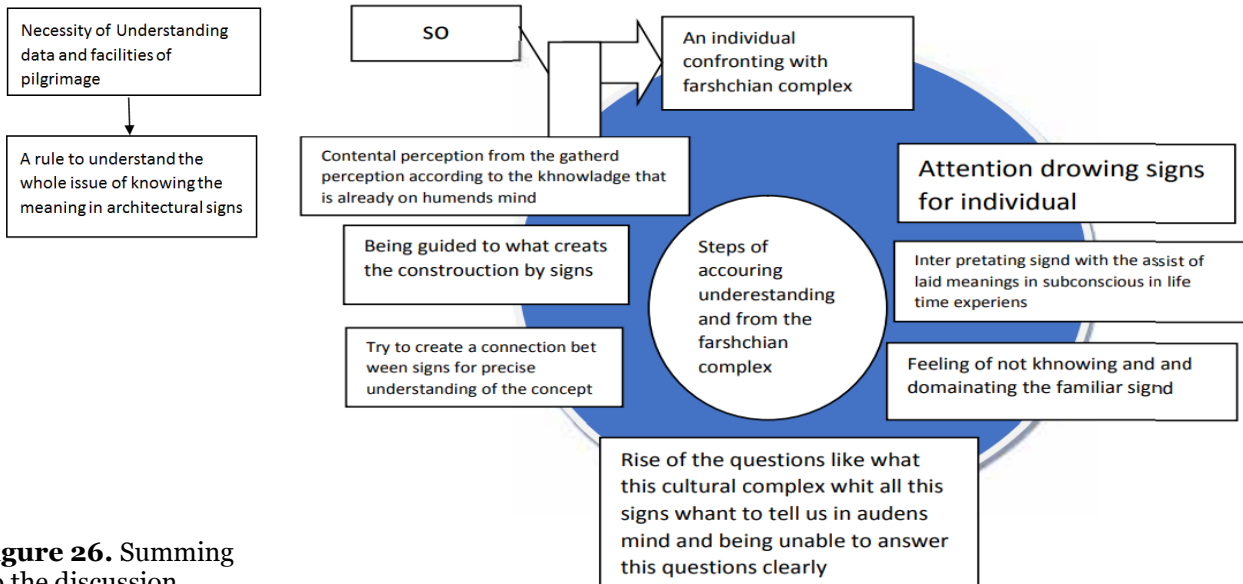 Necessity of Understanding
data and facilities of
pilgrimage
A rule to understand the
whole issue of knowing the
meaning in architectural signs
SO
An individual
confronting with
farshchian complex
Attention drowing signs
for individual
Inter pretating signd with the assist of
laid meanings in subconscious in life
time experiens
Feeling of not khnowing and and
domainating the familiar signd
Rise of the questions like what
this cultural complex whit all this
signs whant to tell us in audens
mind and being unable to answer
this questions clearly
Try to create a connection bet
ween signs for precise
understanding of the concept
Being guided to what creats
the construoction by signs
Contental perception from the gatherd
perception according to the khnowladge that
is already on humends mind
Steps of
accouring
underestanding
and from the
farshchian
complex
igure 26. Summing
the discussion